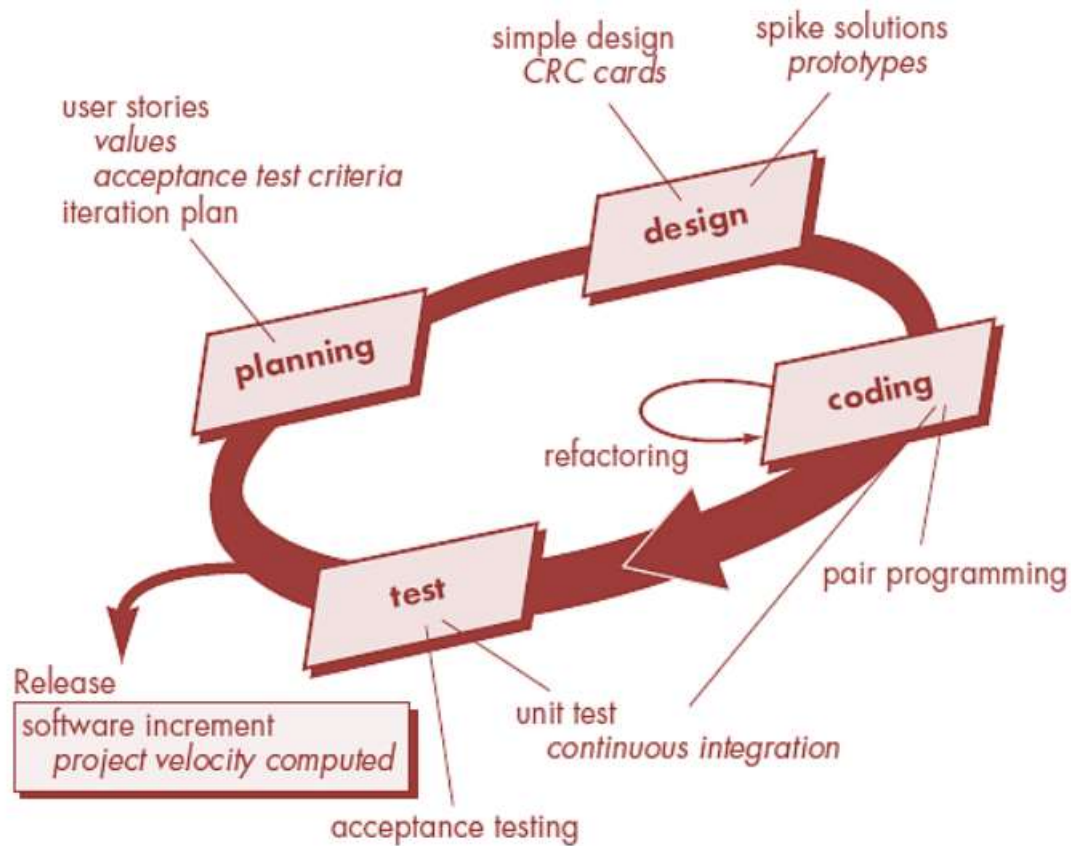 simple design
CRC cards
spike solutions
prototypes
user stories
values
acceptance test criteria
iteration plan
design
planning
coding
refactoring
test
pair programming
Release
software increment
project velocity computed
unit test
continuous integration
acceptance testing